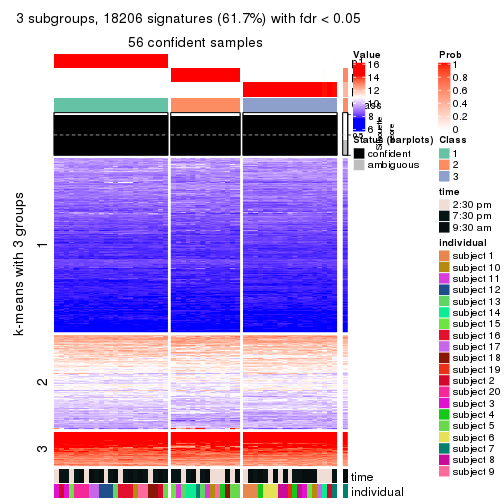 3 subgroups, 18206 signatures (61.7%) with fdr < 0.05
56 confident samples
k-means with 3 groups
1
2
3
time
individual
p1
Class
Silhouette
score
Value
16
14
12
10
8
6
Status (barplots)
confident
ambiguous
Prob
1
0.8
0.6
0.4
0.2
0
Class
1
2
3
time
2:30 pm
7:30 pm
9:30 am
individual
subject 1
subject 10
subject 11
subject 12
subject 13
subject 14
subject 15
subject 16
subject 17
subject 18
subject 19
subject 2
subject 20
subject 3
subject 4
subject 5
subject 6
subject 7
subject 8
subject 9